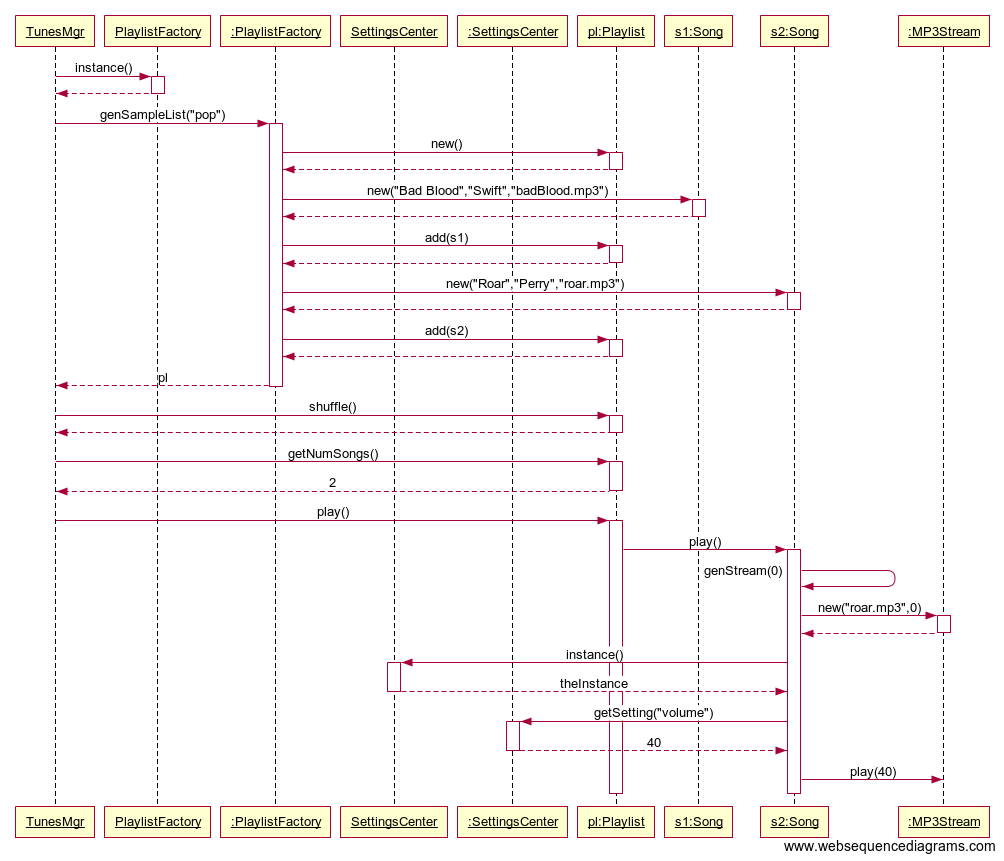 TunesMgr PlaylistFactory :PlaylistFactory SettingsCenter :SettingsCenter pl:Playlist s1:Song s2:Song :MP3Stream
instance()
genSampleList("pop")
new()
new("Bad Blood","Swift","badBlood.mp3")
add(s1)
new("Roar","Perry","roar.mp3")
add(s2)
pl
shuffle()
getNumSongs()
2
play()
play()
genStream(0)
new("roar.mp3",0)
instance()
theInstance
getSetting("volume")
40
play(40)
TunesMgr PlaylistFactory :PlaylistFactory SettingsCenter :SettingsCenter pl:Playlist s1:Song s2:Song :MP3Stream
www.websequencediagrams.com